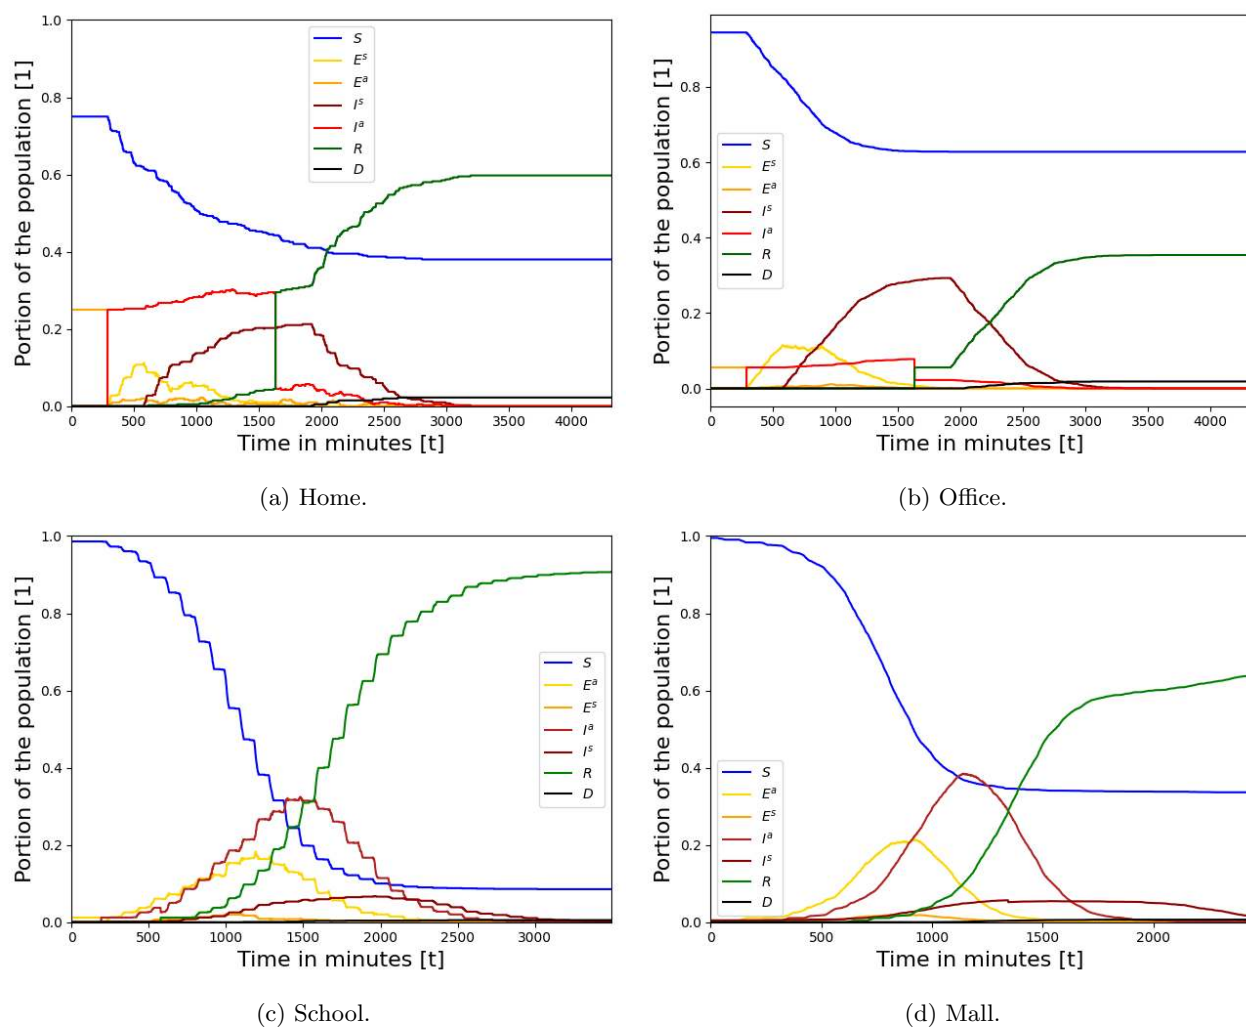 Portion of the population [1]
1.0
0.8
0.6
0.4
0.2
0.0
S
E^s
E^a
I^s
I^a
R
D
0 500 1000 1500 2000 2500 3000 3500 4000
Time in minutes [t]
(a) Home.
Portion of the population [1]
0.8
0.6
0.4
0.2
0.0
S
E^s
E^a
I^s
I^a
R
D
0 500 1000 1500 2000 2500 3000 3500 4000
Time in minutes [t]
(b) Office.
Portion of the population [1]
1.0
0.8
0.6
0.4
0.2
0.0
S
E^a
E^s
I^a
I^s
R
D
0 500 1000 1500 2000 2500 3000
Time in minutes [t]
(c) School.
Portion of the population [1]
1.0
0.8
0.6
0.4
0.2
0.0
S
E^a
E^s
I^a
I^s
R
D
0 500 1000 1500 2000
Time in minutes [t]
(d) Mall.